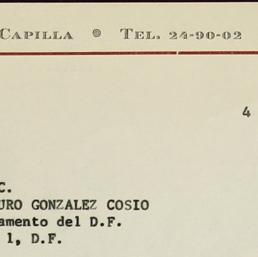 CAPILLA ® TEL. 24-90-02
4
C.
URO GONZALEZ COSIO
amento del D.F.
1, D.F.